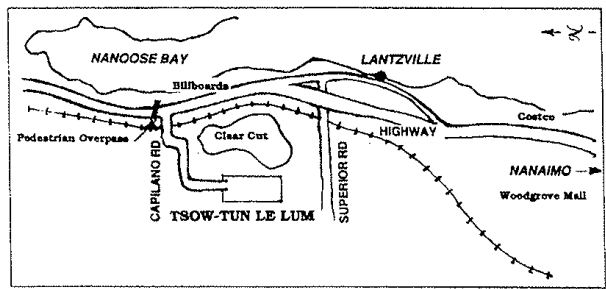 N
NANOOSE BAY
LANTZVILLE
Billboards
Costco
Pedestrian Overpass
Clear Cut
HIGHWAY
CAPILANO RD
SUPERIOR RD
NANAIMO
Woodgrove Mall
TSOW-TUN LE LUM